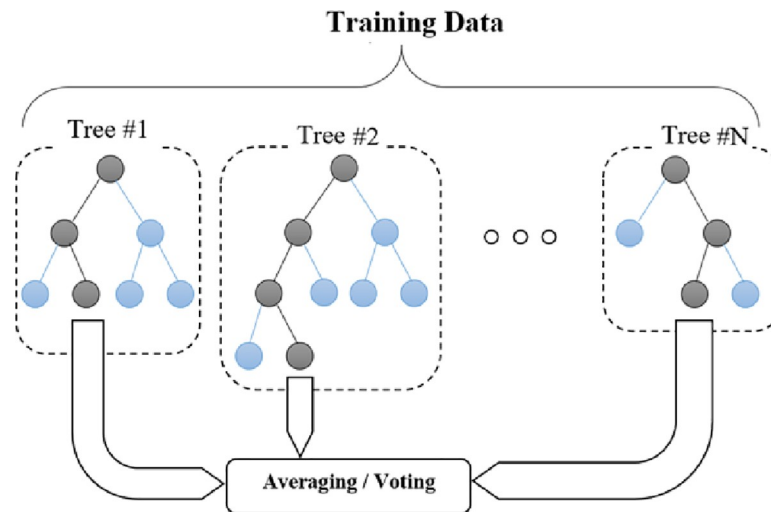 Training Data
Tree #1
Tree #2
Tree #N
Averaging / Voting